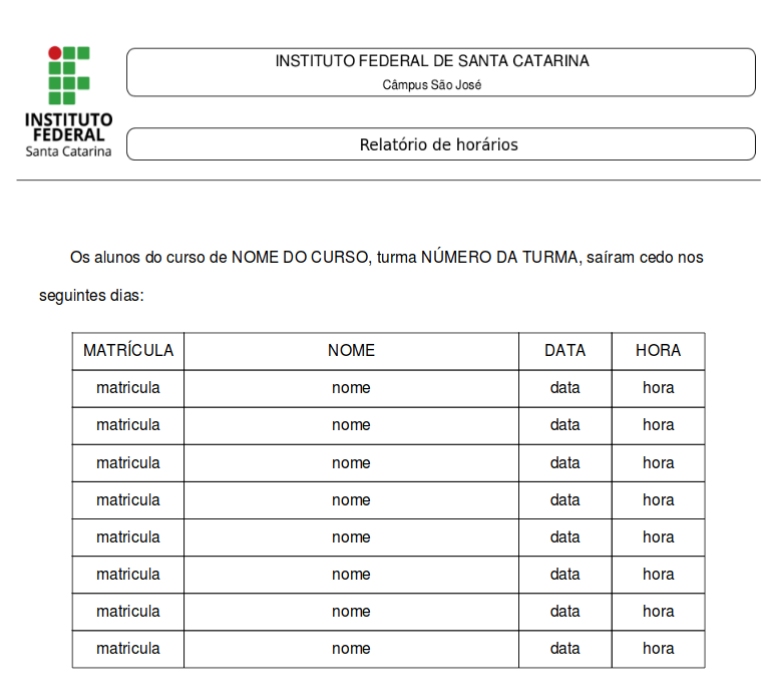 INSTITUTO FEDERAL DE SANTA CATARINA
Câmpus São José
INSTITUTO
FEDERAL
Santa Catarina
Relatório de horários
Os alunos do curso de NOME DO CURSO, turma NÚMERO DA TURMA, saíram cedo nos
seguintes dias:
MATRÍCULA NOME DATA HORA
matricula nome data hora
matricula nome data hora
matricula nome data hora
matricula nome data hora
matricula nome data hora
matricula nome data hora
matricula nome data hora
matricula nome data hora